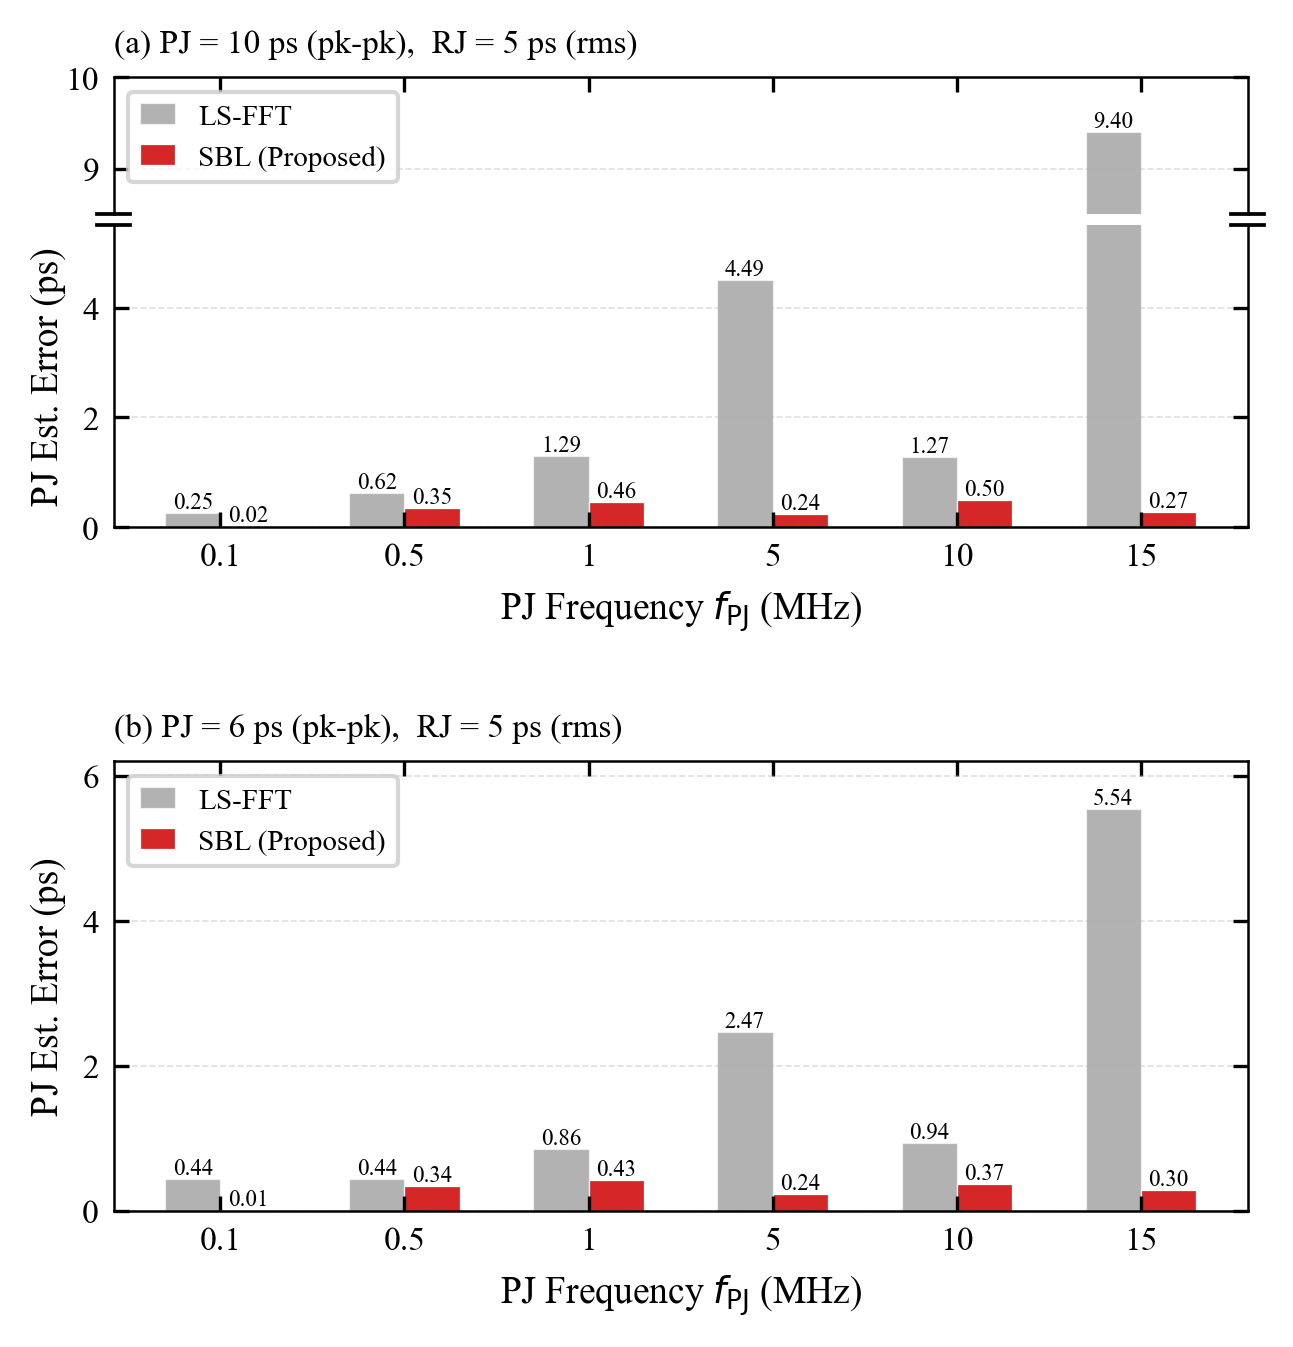 (a) PJ = 10 ps (pk-pk), RJ = 5 ps (rms)
10
LS-FFT
SBL (Proposed)
9.40
9
PJ Est. Error (ps)
4.49
4
2
1.29
1.27
0.62
0.35
0.46
0.50
0.25
0.02
0.24
0.27
0
0.1 0.5 1 5 10 15
PJ Frequency fPJ (MHz)
(b) PJ = 6 ps (pk-pk), RJ = 5 ps (rms)
6
LS-FFT
SBL (Proposed)
5.54
PJ Est. Error (ps)
4
2.47
2
0.86
0.94
0.44
0.01
0.44
0.34
0.43
0.24
0.37
0.30
0
0.1 0.5 1 5 10 15
PJ Frequency fPJ (MHz)